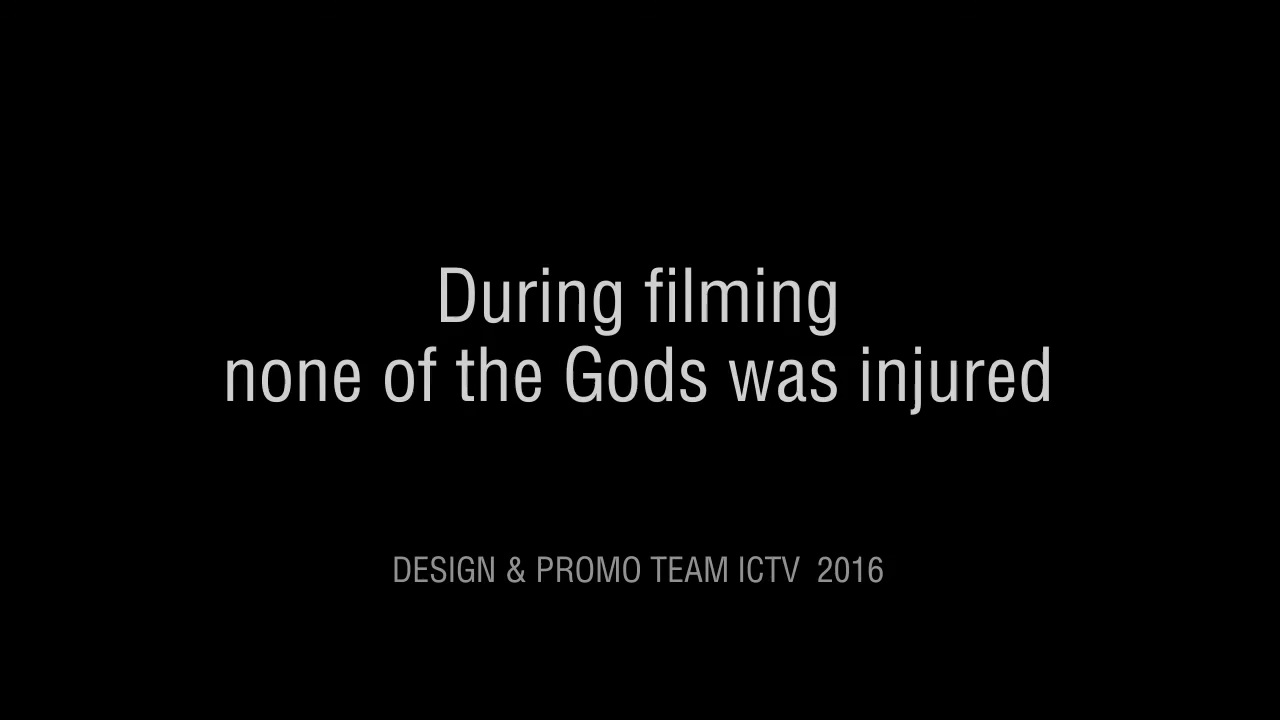 During filming
none of the Gods was injured
DESIGN & PROMO TEAM ICTV 2016